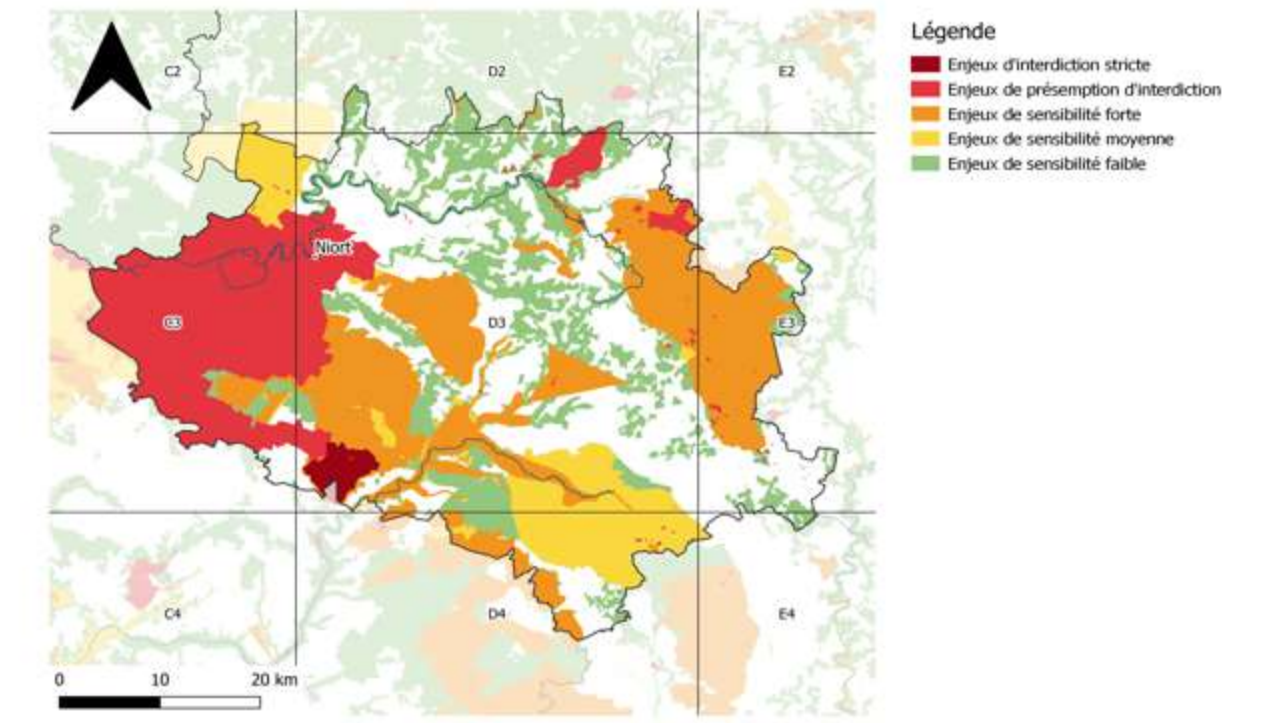 Légende
Enjeux d'interdiction stricte
Enjeux de présemption d'interdiction
Enjeux de sensibilité forte
Enjeux de sensibilité moyenne
Enjeux de sensibilité faible
C2
D2
E2
Niort
C3
D3
E3
C4
D4
E4
0 10 20 km